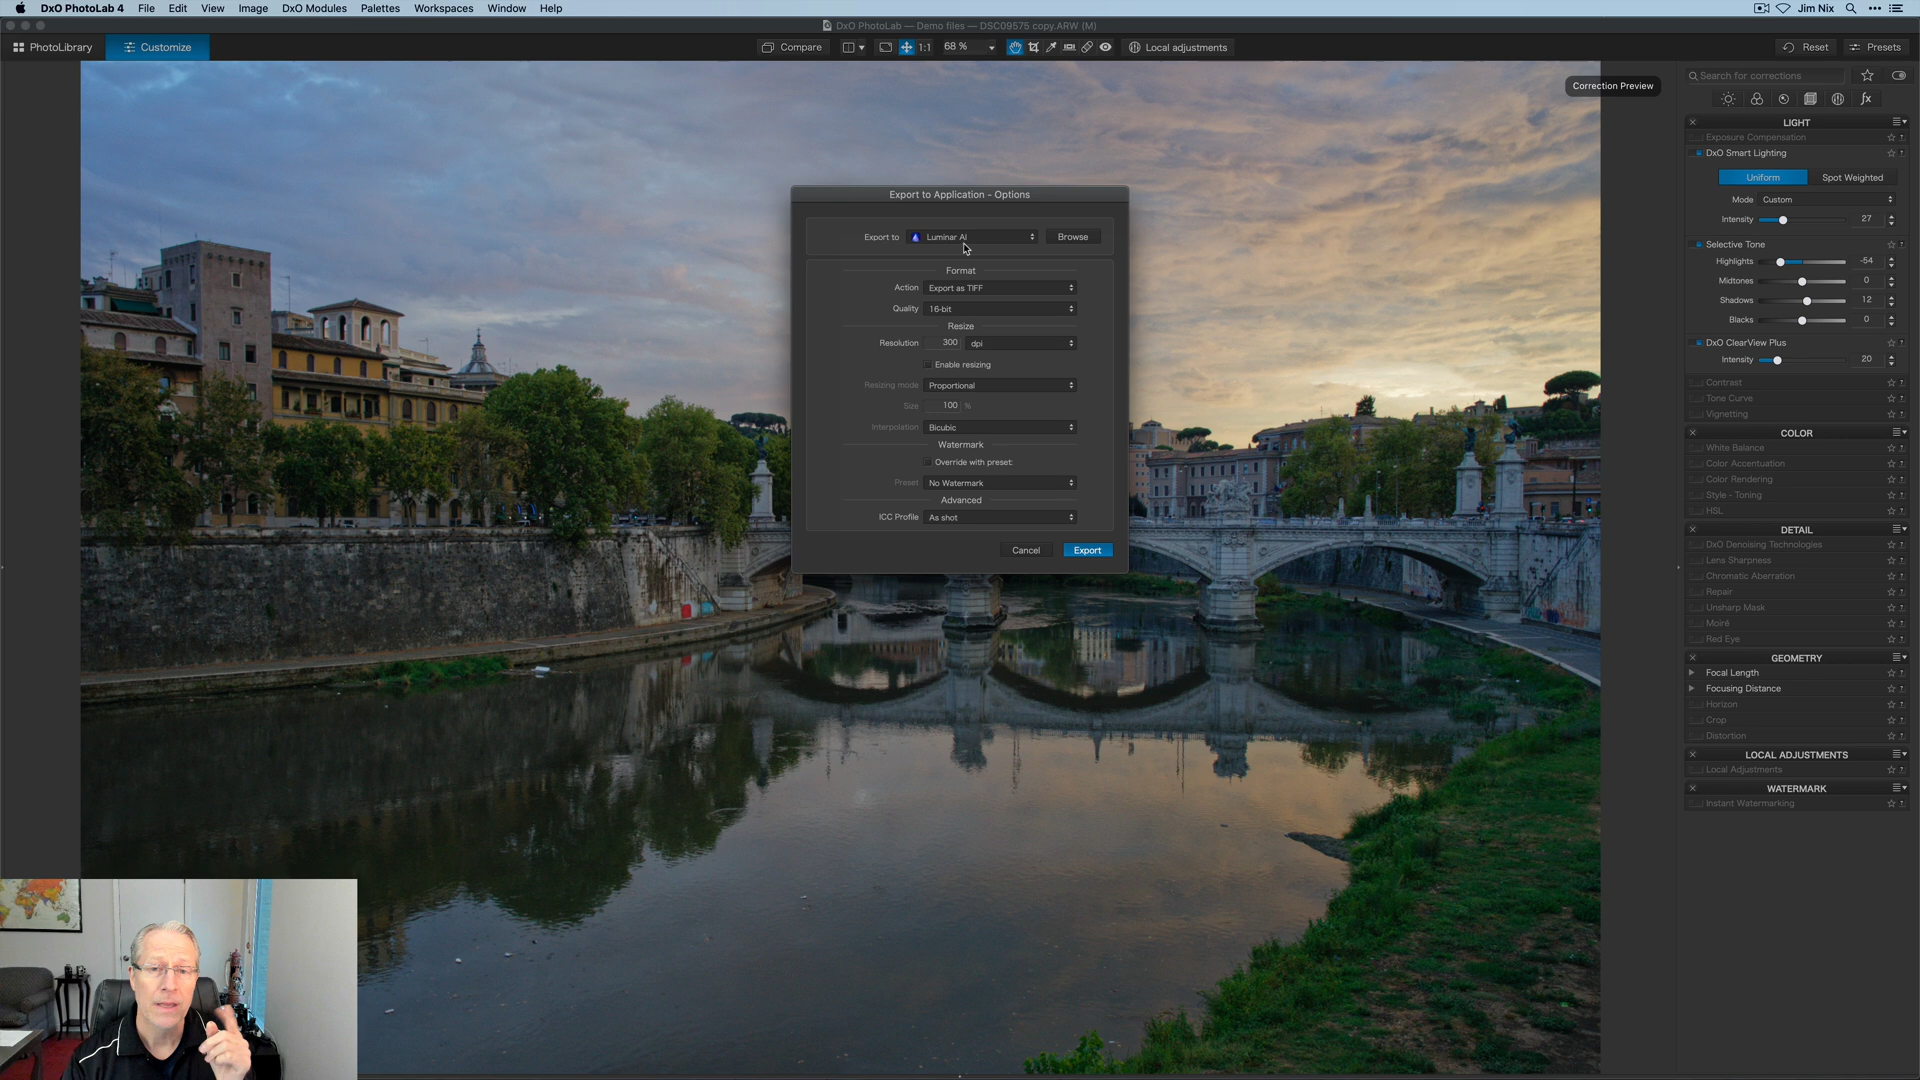 DxO PhotoLab 4 File Edit View Image DxO Modules Palettes Workspaces Window Help Jim Nix
DxO PhotoLab — Demo files — DSC09575 copy.ARW (M)
PhotoLibrary Customize Compare 1:1 68 % Local adjustments Reset Presets
Search for corrections
Correction Preview
fx
LIGHT
Exposure Compensation
DxO Smart Lighting
Uniform Spot Weighted
Mode Custom
Intensity 27
Selective Tone
Highlights -54
Midtones 0
Shadows 12
Blacks 0
DxO ClearView Plus
Intensity 20
Contrast
Tone Curve
Vignetting
COLOR
White Balance
Color Accentuation
Color Rendering
Style - Toning
HSL
DETAIL
DxO Denoising Technologies
Lens Sharpness
Chromatic Aberration
Repair
Unsharp Mask
Moiré
Red Eye
GEOMETRY
Focal Length
Focusing Distance
Horizon
Crop
Distortion
LOCAL ADJUSTMENTS
Local Adjustments
WATERMARK
Instant Watermarking
Export to Application - Options
Export to Luminar AI Browse
Format
Action Export as TIFF
Quality 16-bit
Resize
Resolution 300 dpi
Enable resizing
Resizing mode Proportional
Size 100 %
Interpolation Bicubic
Watermark
Override with preset:
Preset No Watermark
Advanced
ICC Profile As shot
Cancel Export